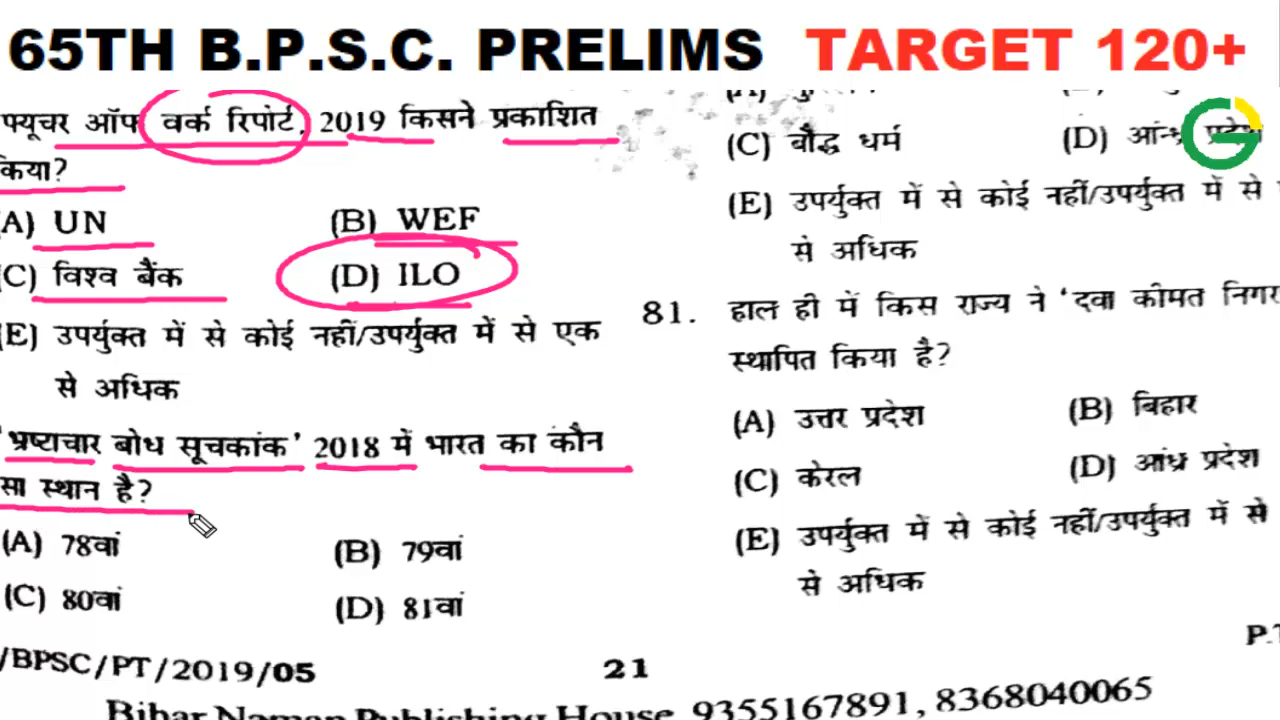 65TH B.P.S.C. PRELIMS TARGET 120+
फ्यूचर ऑफ वर्क रिपोर्ट, 2019 किसने प्रकाशित
किया?
(A) UN (B) WEF
(C) विश्व बैंक (D) ILO
(E) उपर्युक्त में से कोई नहीं/उपर्युक्त में से एक
से अधिक
'भ्रष्टाचार बोध सूचकांक' 2018 में भारत का कौन
सा स्थान है?
(A) 78वां (B) 79वां
(C) 80वां (D) 81वां
/BPSC/PT/2019/05
(C) बौद्ध धर्म (D) आंन्ध्र प्रदेश
(E) उपर्युक्त में से कोई नहीं/उपर्युक्त में से
से अधिक
81. हाल ही में किस राज्य ने 'दवा कीमत निगर
स्थापित किया है?
(A) उत्तर प्रदेश (B) बिहार
(C) केरल (D) आंध्र प्रदेश
(E) उपर्युक्त में से कोई नहीं/उपर्युक्त में से
से अधिक
21
P.T
Bihar Naman Publishing House 9355167891, 8368040065